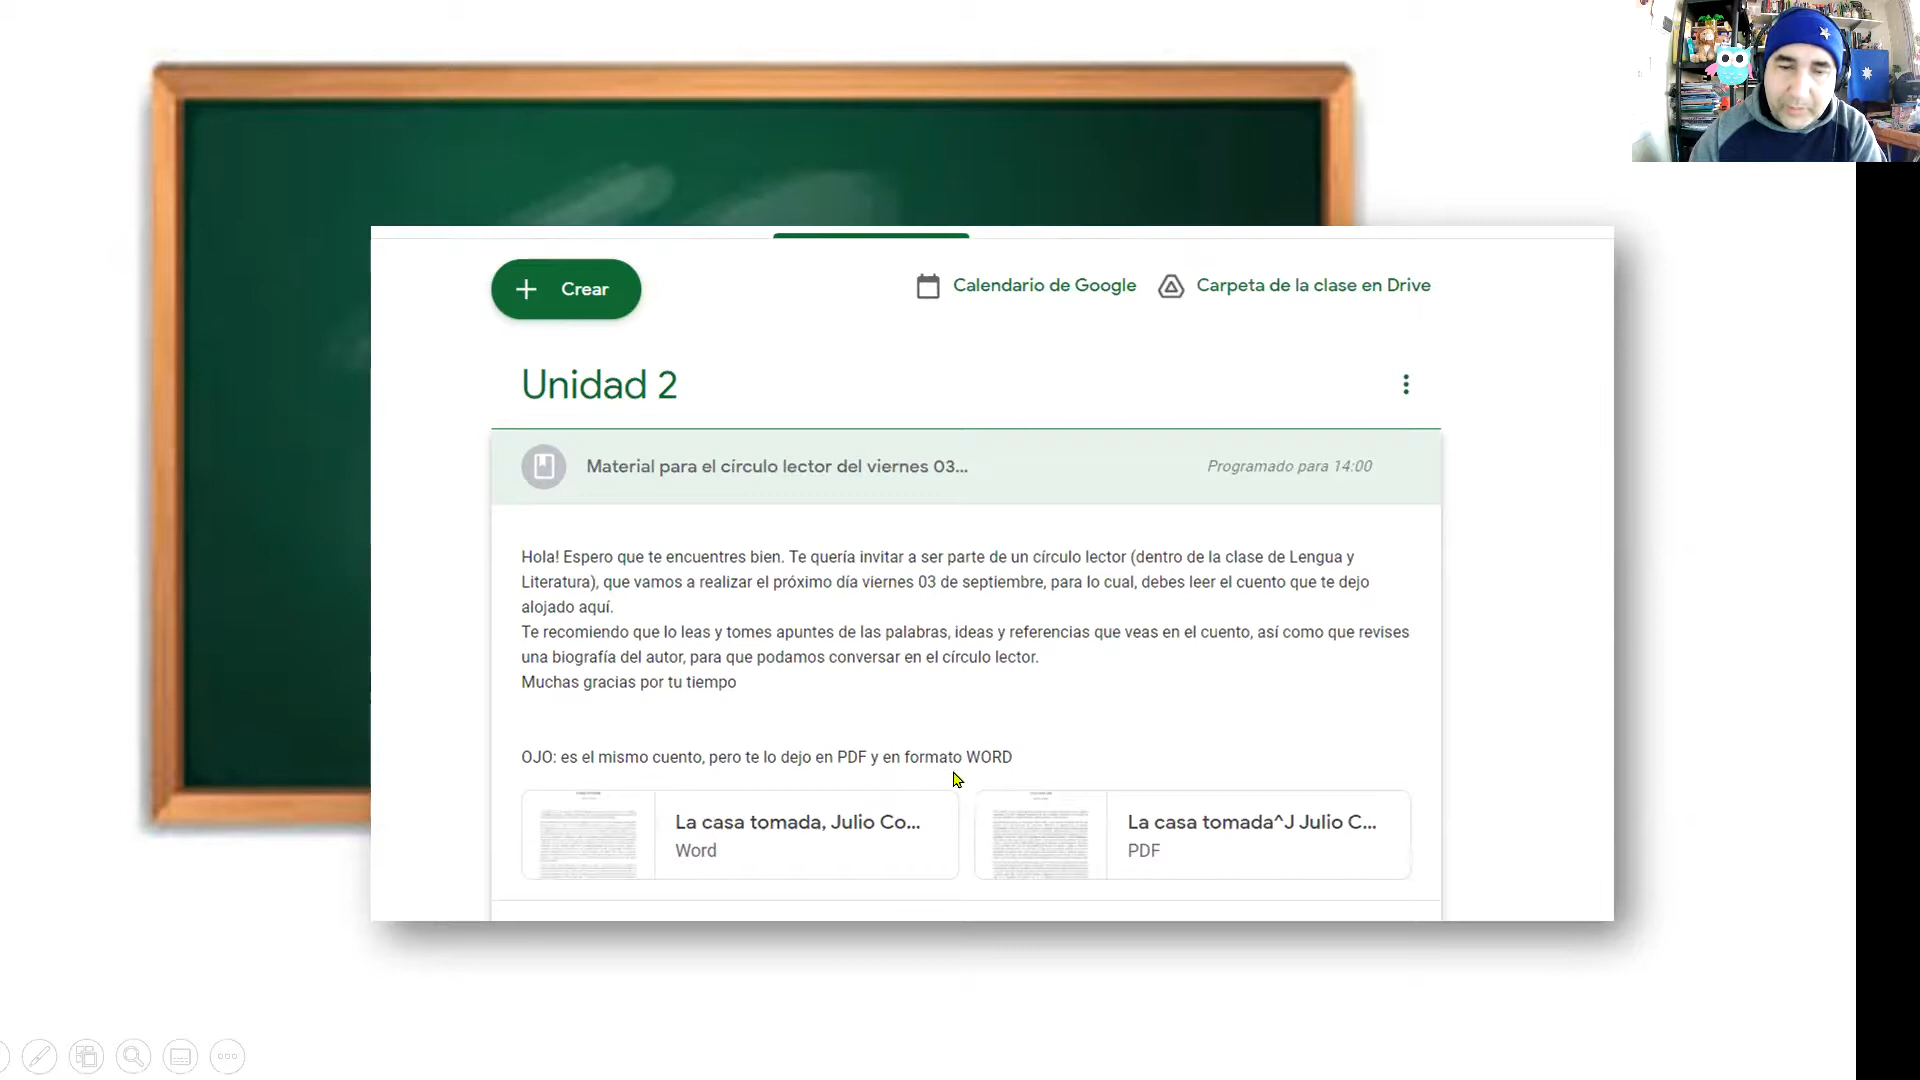 Crear
Calendario de Google
Carpeta de la clase en Drive
Unidad 2
Material para el círculo lector del viernes 03...
Programado para 14:00
Hola! Espero que te encuentres bien. Te quería invitar a ser parte de un círculo lector (dentro de la clase de Lengua y
Literatura), que vamos a realizar el próximo día viernes 03 de septiembre, para lo cual, debes leer el cuento que te dejo
alojado aquí.
Te recomiendo que lo leas y tomes apuntes de las palabras, ideas y referencias que veas en el cuento, así como que revises
una biografía del autor, para que podamos conversar en el círculo lector.
Muchas gracias por tu tiempo
OJO: es el mismo cuento, pero te lo dejo en PDF y en formato WORD
La casa tomada, Julio Co...
Word
La casa tomada^J Julio C...
PDF